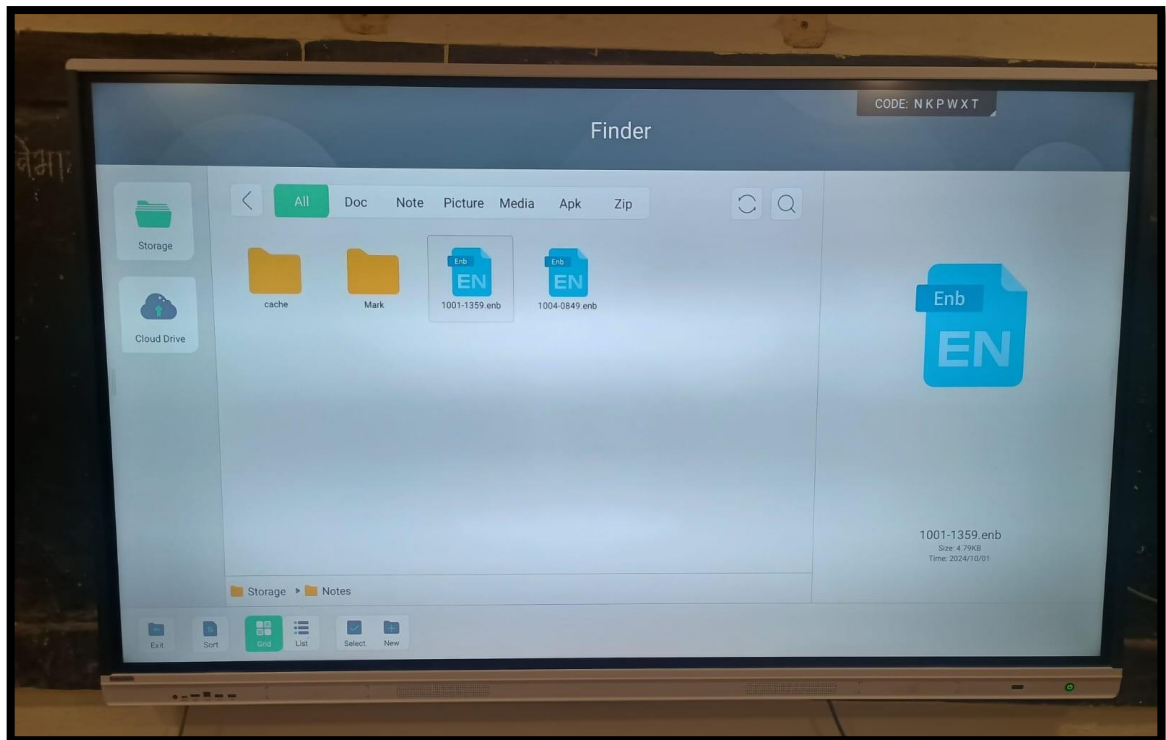 CODE: NKPWXT
Finder
All Doc Note Picture Media Apk Zip
Storage
Cloud Drive
Enb
EN
Enb
EN
cache Mark 1001-1359.enb 1004-0849.enb
Enb
EN
1001-1359.enb
Size: 4.79KB
Time: 2024/10/01
Storage Notes
Exit Sort Grid List Select New